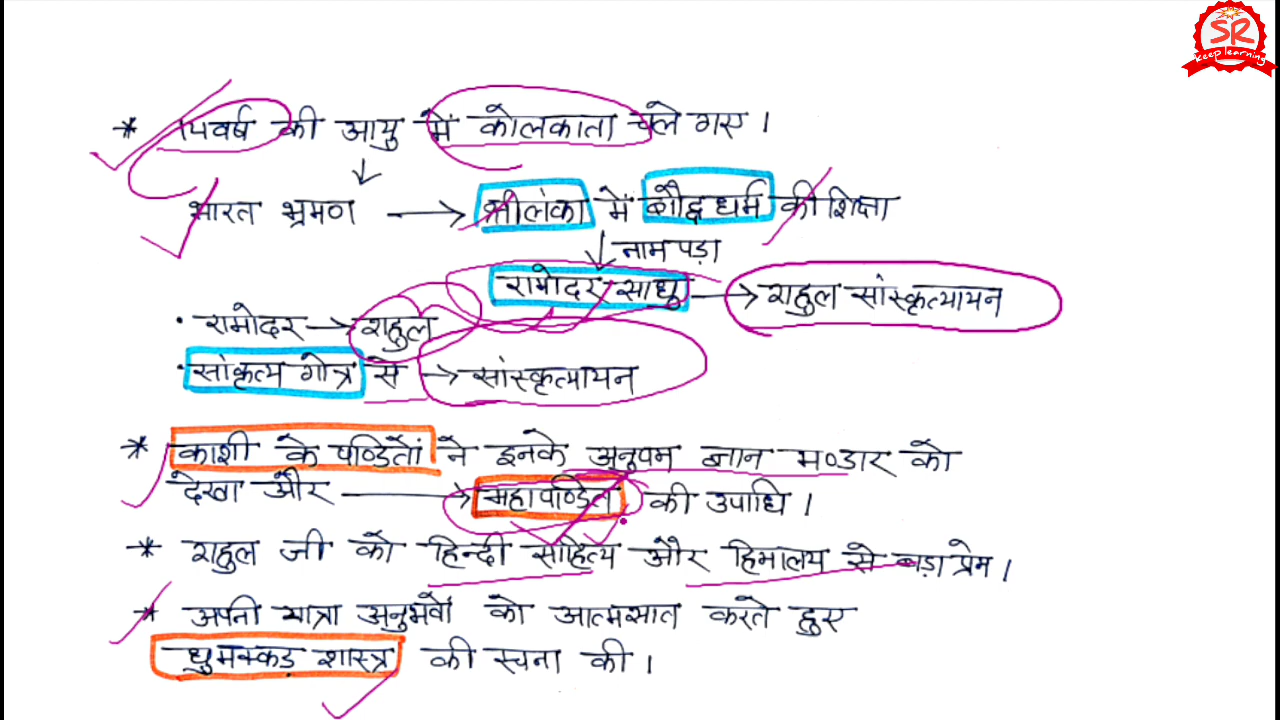 * 14वर्ष की आयु में कोलकाता चले गए ।
↓
भारत भ्रमण → श्रीलंका में बौद्ध धर्म की शिक्षा
↓ नाम पड़ा
रामोदर साधु → राहुल सांस्कृत्यायन
· रामोदर → राहुल
· सांकृत्य गोत्र से → सांस्कृत्यायन
* काशी के पण्डितों ने इनके अनुपम ज्ञान भण्डार को
देखा और → महापण्डित की उपाधि ।
* राहुल जी को हिन्दी साहित्य और हिमालय से बड़ा प्रेम ।
* अपनी यात्रा अनुभवों को आत्मसात करते हुए
घुमक्कड़ शास्त्र की रचना की ।
SR
keep learning